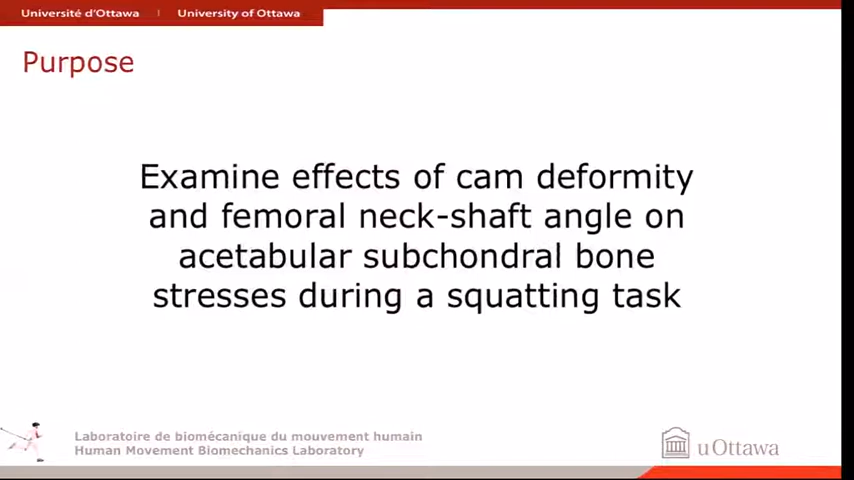 Université d'Ottawa | University of Ottawa
Purpose
Examine effects of cam deformity
and femoral neck-shaft angle on
acetabular subchondral bone
stresses during a squatting task
Laboratoire de biomécanique du mouvement humain
Human Movement Biomechanics Laboratory
uOttawa